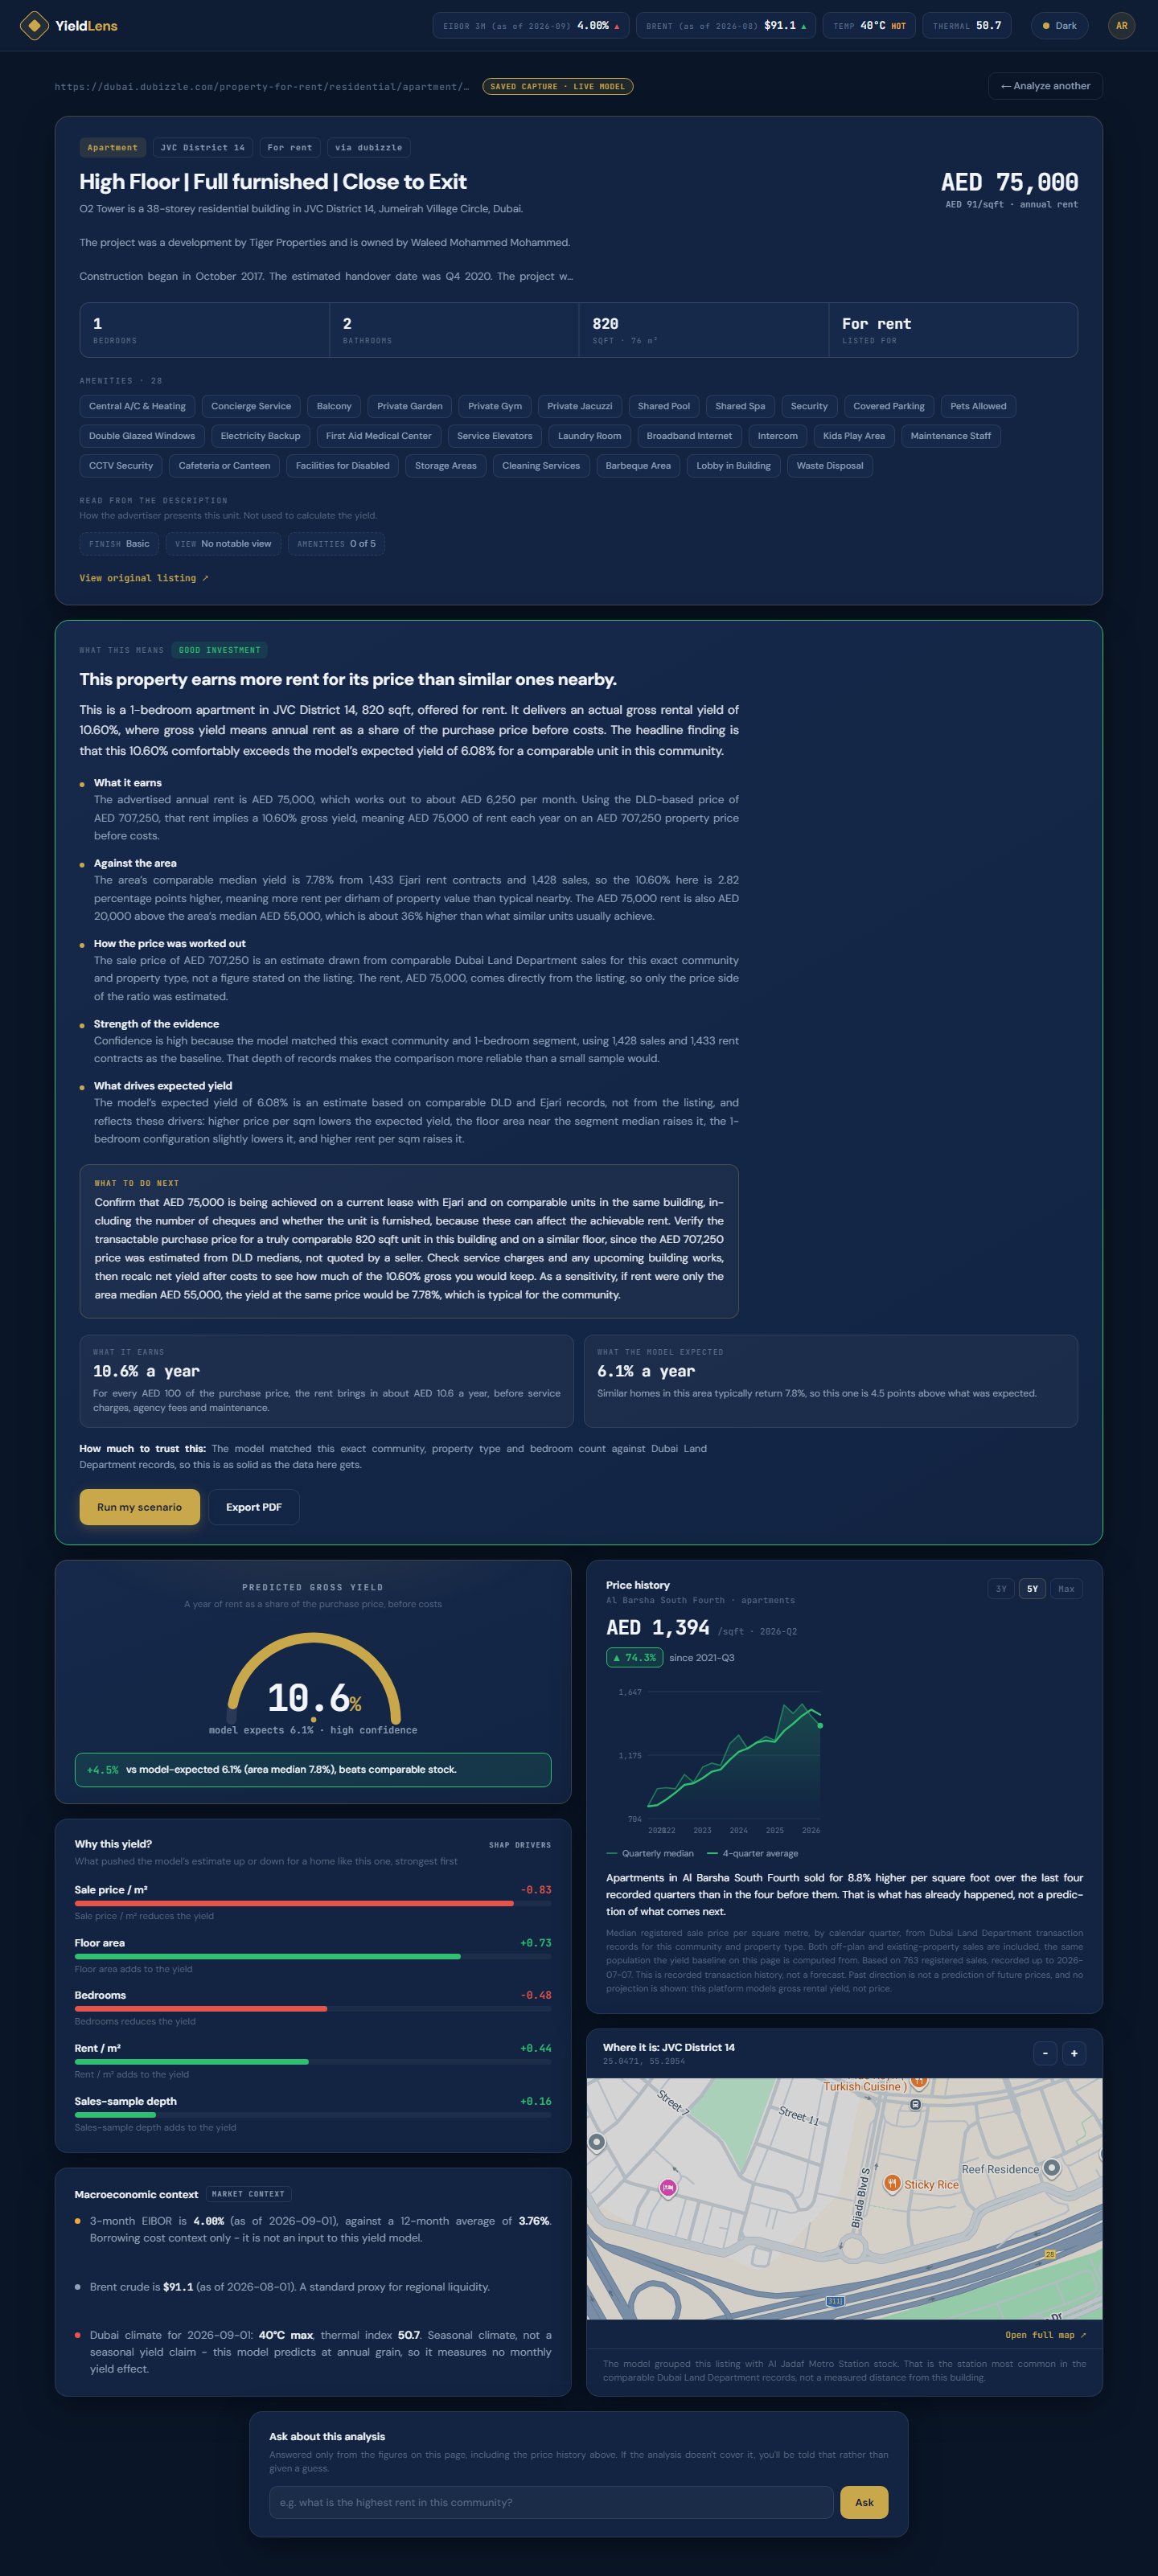 YieldLens
EIBOR 3M (as of 2026-09) 4.00% ▲
BRENT (as of 2026-08) $91.1 ▲
TEMP 40°C HOT
THERMAL 50.7
Dark
AR
https://dubai.dubizzle.com/property-for-rent/residential/apartment/…
SAVED CAPTURE · LIVE MODEL
← Analyze another
Apartment
JVC District 14
For rent
via dubizzle
High Floor | Full furnished | Close to Exit
AED 75,000
AED 91/sqft · annual rent
O2 Tower is a 38-storey residential building in JVC District 14, Jumeirah Village Circle, Dubai.
The project was a development by Tiger Properties and is owned by Waleed Mohammed Mohammed.
Construction began in October 2017. The estimated handover date was Q4 2020. The project w…
1
BEDROOMS
2
BATHROOMS
820
SQFT · 76 m²
For rent
LISTED FOR
AMENITIES · 28
Central A/C & Heating Concierge Service Balcony Private Garden Private Gym Private Jacuzzi Shared Pool Shared Spa Security Covered Parking Pets Allowed
Double Glazed Windows Electricity Backup First Aid Medical Center Service Elevators Laundry Room Broadband Internet Intercom Kids Play Area Maintenance Staff
CCTV Security Cafeteria or Canteen Facilities for Disabled Storage Areas Cleaning Services Barbeque Area Lobby in Building Waste Disposal
READ FROM THE DESCRIPTION
How the advertiser presents this unit. Not used to calculate the yield.
FINISH Basic
VIEW No notable view
AMENITIES 0 of 5
View original listing ↗
WHAT THIS MEANS
GOOD INVESTMENT
This property earns more rent for its price than similar ones nearby.
This is a 1-bedroom apartment in JVC District 14, 820 sqft, offered for rent. It delivers an actual gross rental yield of
10.60%, where gross yield means annual rent as a share of the purchase price before costs. The headline finding is
that this 10.60% comfortably exceeds the model's expected yield of 6.08% for a comparable unit in this community.
What it earns
The advertised annual rent is AED 75,000, which works out to about AED 6,250 per month. Using the DLD-based price of
AED 707,250, that rent implies a 10.60% gross yield, meaning AED 75,000 of rent each year on an AED 707,250 property price
before costs.
Against the area
The area's comparable median yield is 7.78% from 1,433 Ejari rent contracts and 1,428 sales, so the 10.60% here is 2.82
percentage points higher, meaning more rent per dirham of property value than typical nearby. The AED 75,000 rent is also AED
20,000 above the area's median AED 55,000, which is about 36% higher than what similar units usually achieve.
How the price was worked out
The sale price of AED 707,250 is an estimate drawn from comparable Dubai Land Department sales for this exact community
and property type, not a figure stated on the listing. The rent, AED 75,000, comes directly from the listing, so only the price side
of the ratio was estimated.
Strength of the evidence
Confidence is high because the model matched this exact community and 1-bedroom segment, using 1,428 sales and 1,433 rent
contracts as the baseline. That depth of records makes the comparison more reliable than a small sample would.
What drives expected yield
The model's expected yield of 6.08% is an estimate based on comparable DLD and Ejari records, not from the listing, and
reflects these drivers: higher price per sqm lowers the expected yield, the floor area near the segment median raises it, the 1-
bedroom configuration slightly lowers it, and higher rent per sqm raises it.
WHAT TO DO NEXT
Confirm that AED 75,000 is being achieved on a current lease with Ejari and on comparable units in the same building, in-
cluding the number of cheques and whether the unit is furnished, because these can affect the achievable rent. Verify the
transactable purchase price for a truly comparable 820 sqft unit in this building and on a similar floor, since the AED 707,250
price was estimated from DLD medians, not quoted by a seller. Check service charges and any upcoming building works,
then recalc net yield after costs to see how much of the 10.60% gross you would keep. As a sensitivity, if rent were only the
area median AED 55,000, the yield at the same price would be 7.78%, which is typical for the community.
WHAT IT EARNS
10.6% a year
For every AED 100 of the purchase price, the rent brings in about AED 10.6 a year, before service
charges, agency fees and maintenance.
WHAT THE MODEL EXPECTED
6.1% a year
Similar homes in this area typically return 7.8%, so this one is 4.5 points above what was expected.
How much to trust this: The model matched this exact community, property type and bedroom count against Dubai Land
Department records, so this is as solid as the data here gets.
Run my scenario
Export PDF
PREDICTED GROSS YIELD
A year of rent as a share of the purchase price, before costs
10.6%
model expects 6.1% · high confidence
+4.5% vs model-expected 6.1% (area median 7.8%), beats comparable stock.
Why this yield?
SHAP DRIVERS
What pushed the model's estimate up or down for a home like this one, strongest first
Sale price / m² -0.83
Sale price / m² reduces the yield
Floor area +0.73
Floor area adds to the yield
Bedrooms -0.48
Bedrooms reduces the yield
Rent / m² +0.44
Rent / m² adds to the yield
Sales-sample depth +0.16
Sales-sample depth adds to the yield
Macroeconomic context
MARKET CONTEXT
3-month EIBOR is 4.00% (as of 2026-09-01), against a 12-month average of 3.76%.
Borrowing cost context only - it is not an input to this yield model.
Brent crude is $91.1 (as of 2026-08-01). A standard proxy for regional liquidity.
Dubai climate for 2026-09-01: 40°C max, thermal index 50.7. Seasonal climate, not a
seasonal yield claim - this model predicts at annual grain, so it measures no monthly
yield effect.
Price history
Al Barsha South Fourth · apartments
3Y 5Y Max
AED 1,394 /sqft · 2026-Q2
▲ 74.3% since 2021-Q3
1,647
1,175
704
2022 2023 2024 2025 2026
Quarterly median
4-quarter average
Apartments in Al Barsha South Fourth sold for 8.8% higher per square foot over the last four
recorded quarters than in the four before them. That is what has already happened, not a predic-
tion of what comes next.
Median registered sale price per square metre, by calendar quarter, from Dubai Land Department transaction
records for this community and property type. Both off-plan and existing-property sales are included, the same
population the yield baseline on this page is computed from. Based on 763 registered sales, recorded up to 2026-
07-07. This is recorded transaction history, not a forecast. Past direction is not a prediction of future prices, and no
projection is shown: this platform models gross rental yield, not price.
Where it is: JVC District 14
25.0471, 55.2054
- +
Turkish Cuisine )
Street 7
Street 11
Reef Residence
Sticky Rice
Bijada Blvd S
28
311
Open full map ↗
The model grouped this listing with Al Jadaf Metro Station stock. That is the station most common in the
comparable Dubai Land Department records, not a measured distance from this building.
Ask about this analysis
Answered only from the figures on this page, including the price history above. If the analysis doesn't cover it, you'll be told that rather than
given a guess.
e.g. what is the highest rent in this community?
Ask